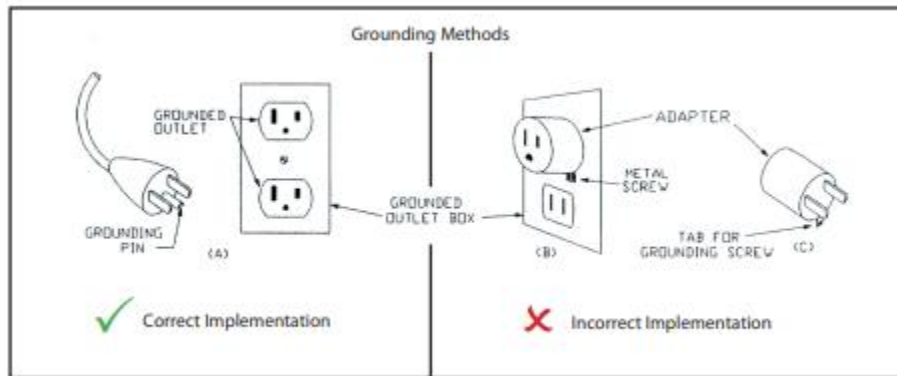 Grounding Methods
GROUNDED
OUTLET
GROUNDING
PIN
(A)
GROUNDED
OUTLET BOX
ADAPTER
METAL
SCREW
(B)
TAB FOR
GROUNDING SCREW
(C)
Correct Implementation
Incorrect Implementation